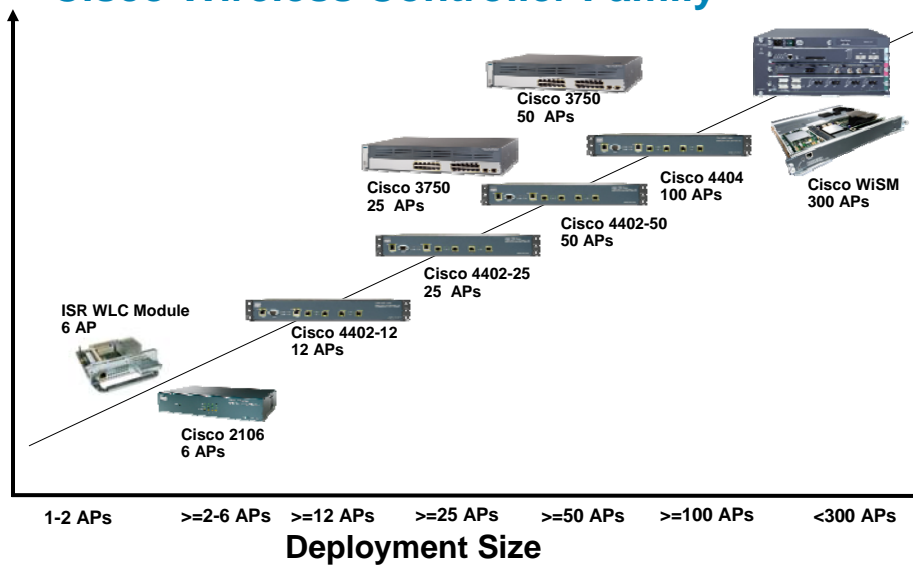 Cisco Wireless Controller Family
Cisco 3750
50 APs
Cisco 3750
25 APs
Cisco 4404
100 APs
Cisco WiSM
300 APs
Cisco 4402-50
50 APs
Cisco 4402-25
25 APs
ISR WLC Module
6 AP
Cisco 4402-12
12 APs
Cisco 2106
6 APs
1-2 APs
>=2-6 APs
>=12 APs
>=25 APs
>=50 APs
>=100 APs
<300 APs
Deployment Size